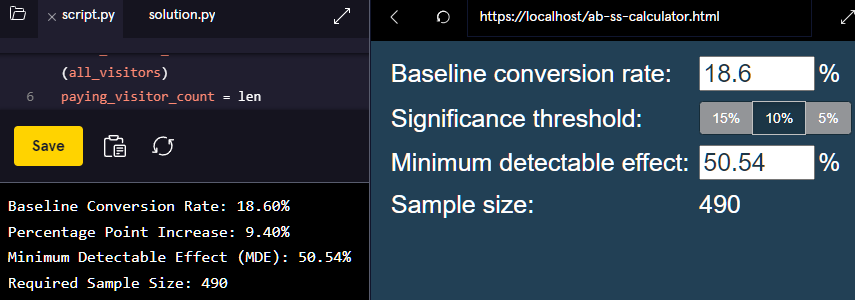 script.py solution.py
(all_visitors)
6 paying_visitor_count = len
Save
Baseline Conversion Rate: 18.60%
Percentage Point Increase: 9.40%
Minimum Detectable Effect (MDE): 50.54%
Required Sample Size: 490
https://localhost/ab-ss-calculator.html
Baseline conversion rate: 18.6 %
Significance threshold: 15% 10% 5%
Minimum detectable effect: 50.54 %
Sample size: 490